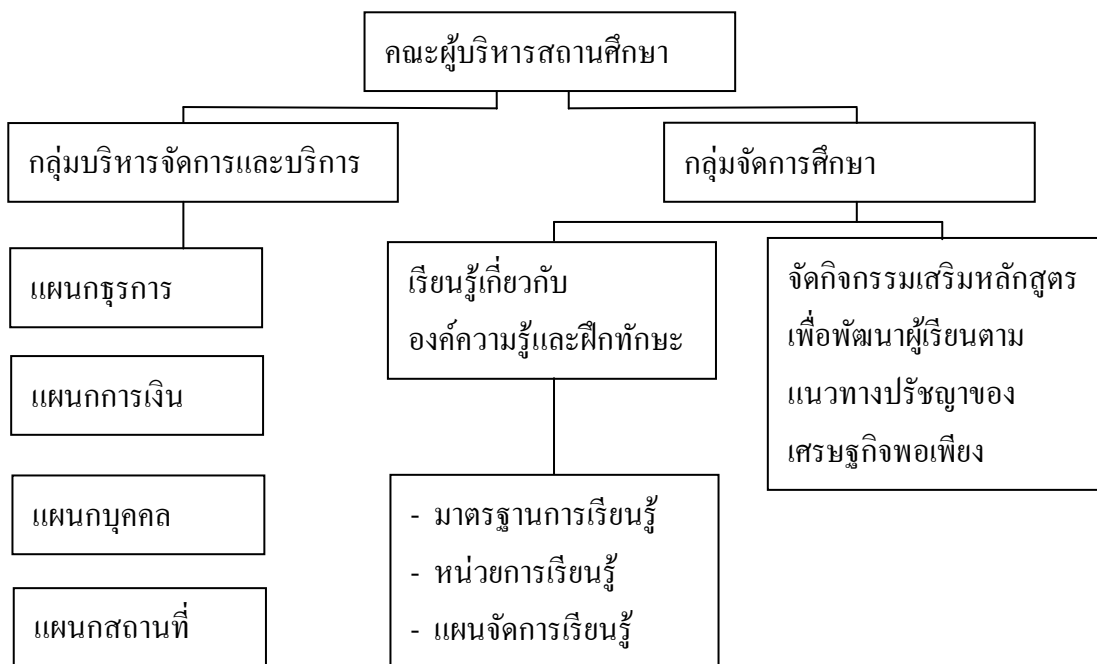 คณะผู้บริหารสถานศึกษา
กลุ่มบริหารจัดการและบริการ
กลุ่มจัดการศึกษา
แผนกธุรการ
แผนกการเงิน
แผนกบุคคล
แผนกสถานที่
เรียนรู้เกี่ยวกับ
องค์ความรู้และฝึกทักษะ
- มาตรฐานการเรียนรู้
- หน่วยการเรียนรู้
- แผนจัดการเรียนรู้
จัดกิจกรรมเสริมหลักสูตร
เพื่อพัฒนาผู้เรียนตาม
แนวทางปรัชญาของ
เศรษฐกิจพอเพียง